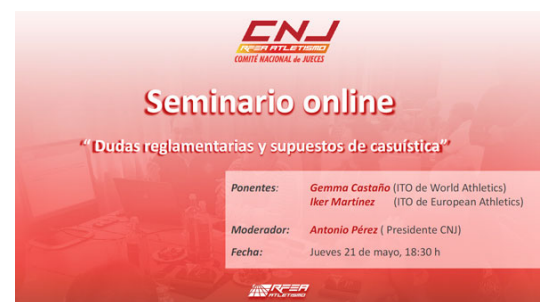 CNJ
RFEA ATLETISMO
COMITÉ NACIONAL de JUECES
Seminario online
“ Dudas reglamentarias y supuestos de casuística”
Ponentes: Gemma Castaño (ITO de World Athletics)
Iker Martínez (ITO de European Athletics)
Moderador: Antonio Pérez ( Presidente CNJ)
Fecha: Jueves 21 de mayo, 18:30 h
RFEA
ATLETISMO